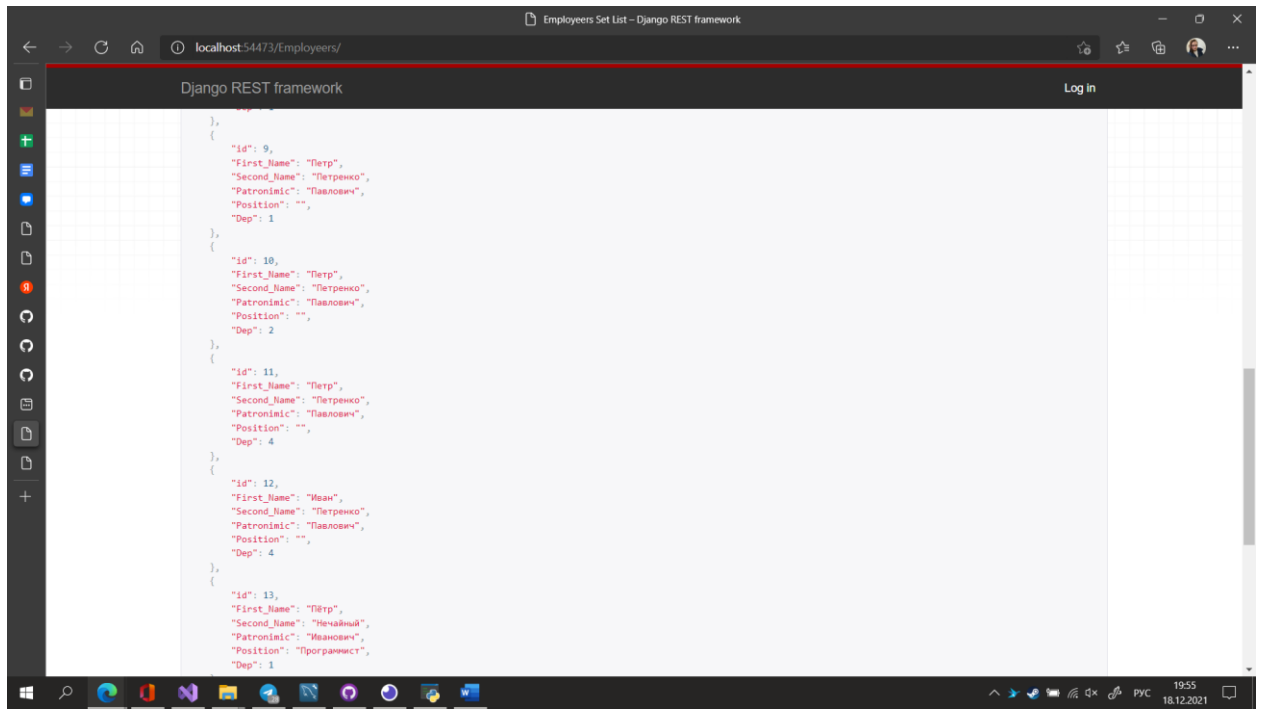 Employeers Set List – Django REST framework
localhost:54473/Employeers/
Django REST framework
Log in
},
{
"id": 9,
"First_Name": "Петр",
"Second_Name": "Петренко",
"Patronimic": "Павлович",
"Position": "",
"Dep": 1
},
{
"id": 10,
"First_Name": "Петр",
"Second_Name": "Петренко",
"Patronimic": "Павлович",
"Position": "",
"Dep": 2
},
{
"id": 11,
"First_Name": "Петр",
"Second_Name": "Петренко",
"Patronimic": "Павлович",
"Position": "",
"Dep": 4
},
{
"id": 12,
"First_Name": "Иван",
"Second_Name": "Петренко",
"Patronimic": "Павлович",
"Position": "",
"Dep": 4
},
{
"id": 13,
"First_Name": "Пётр",
"Second_Name": "Нечайный",
"Patronimic": "Иванович",
"Position": "Программист",
"Dep": 1
РУС
19:55
18.12.2021